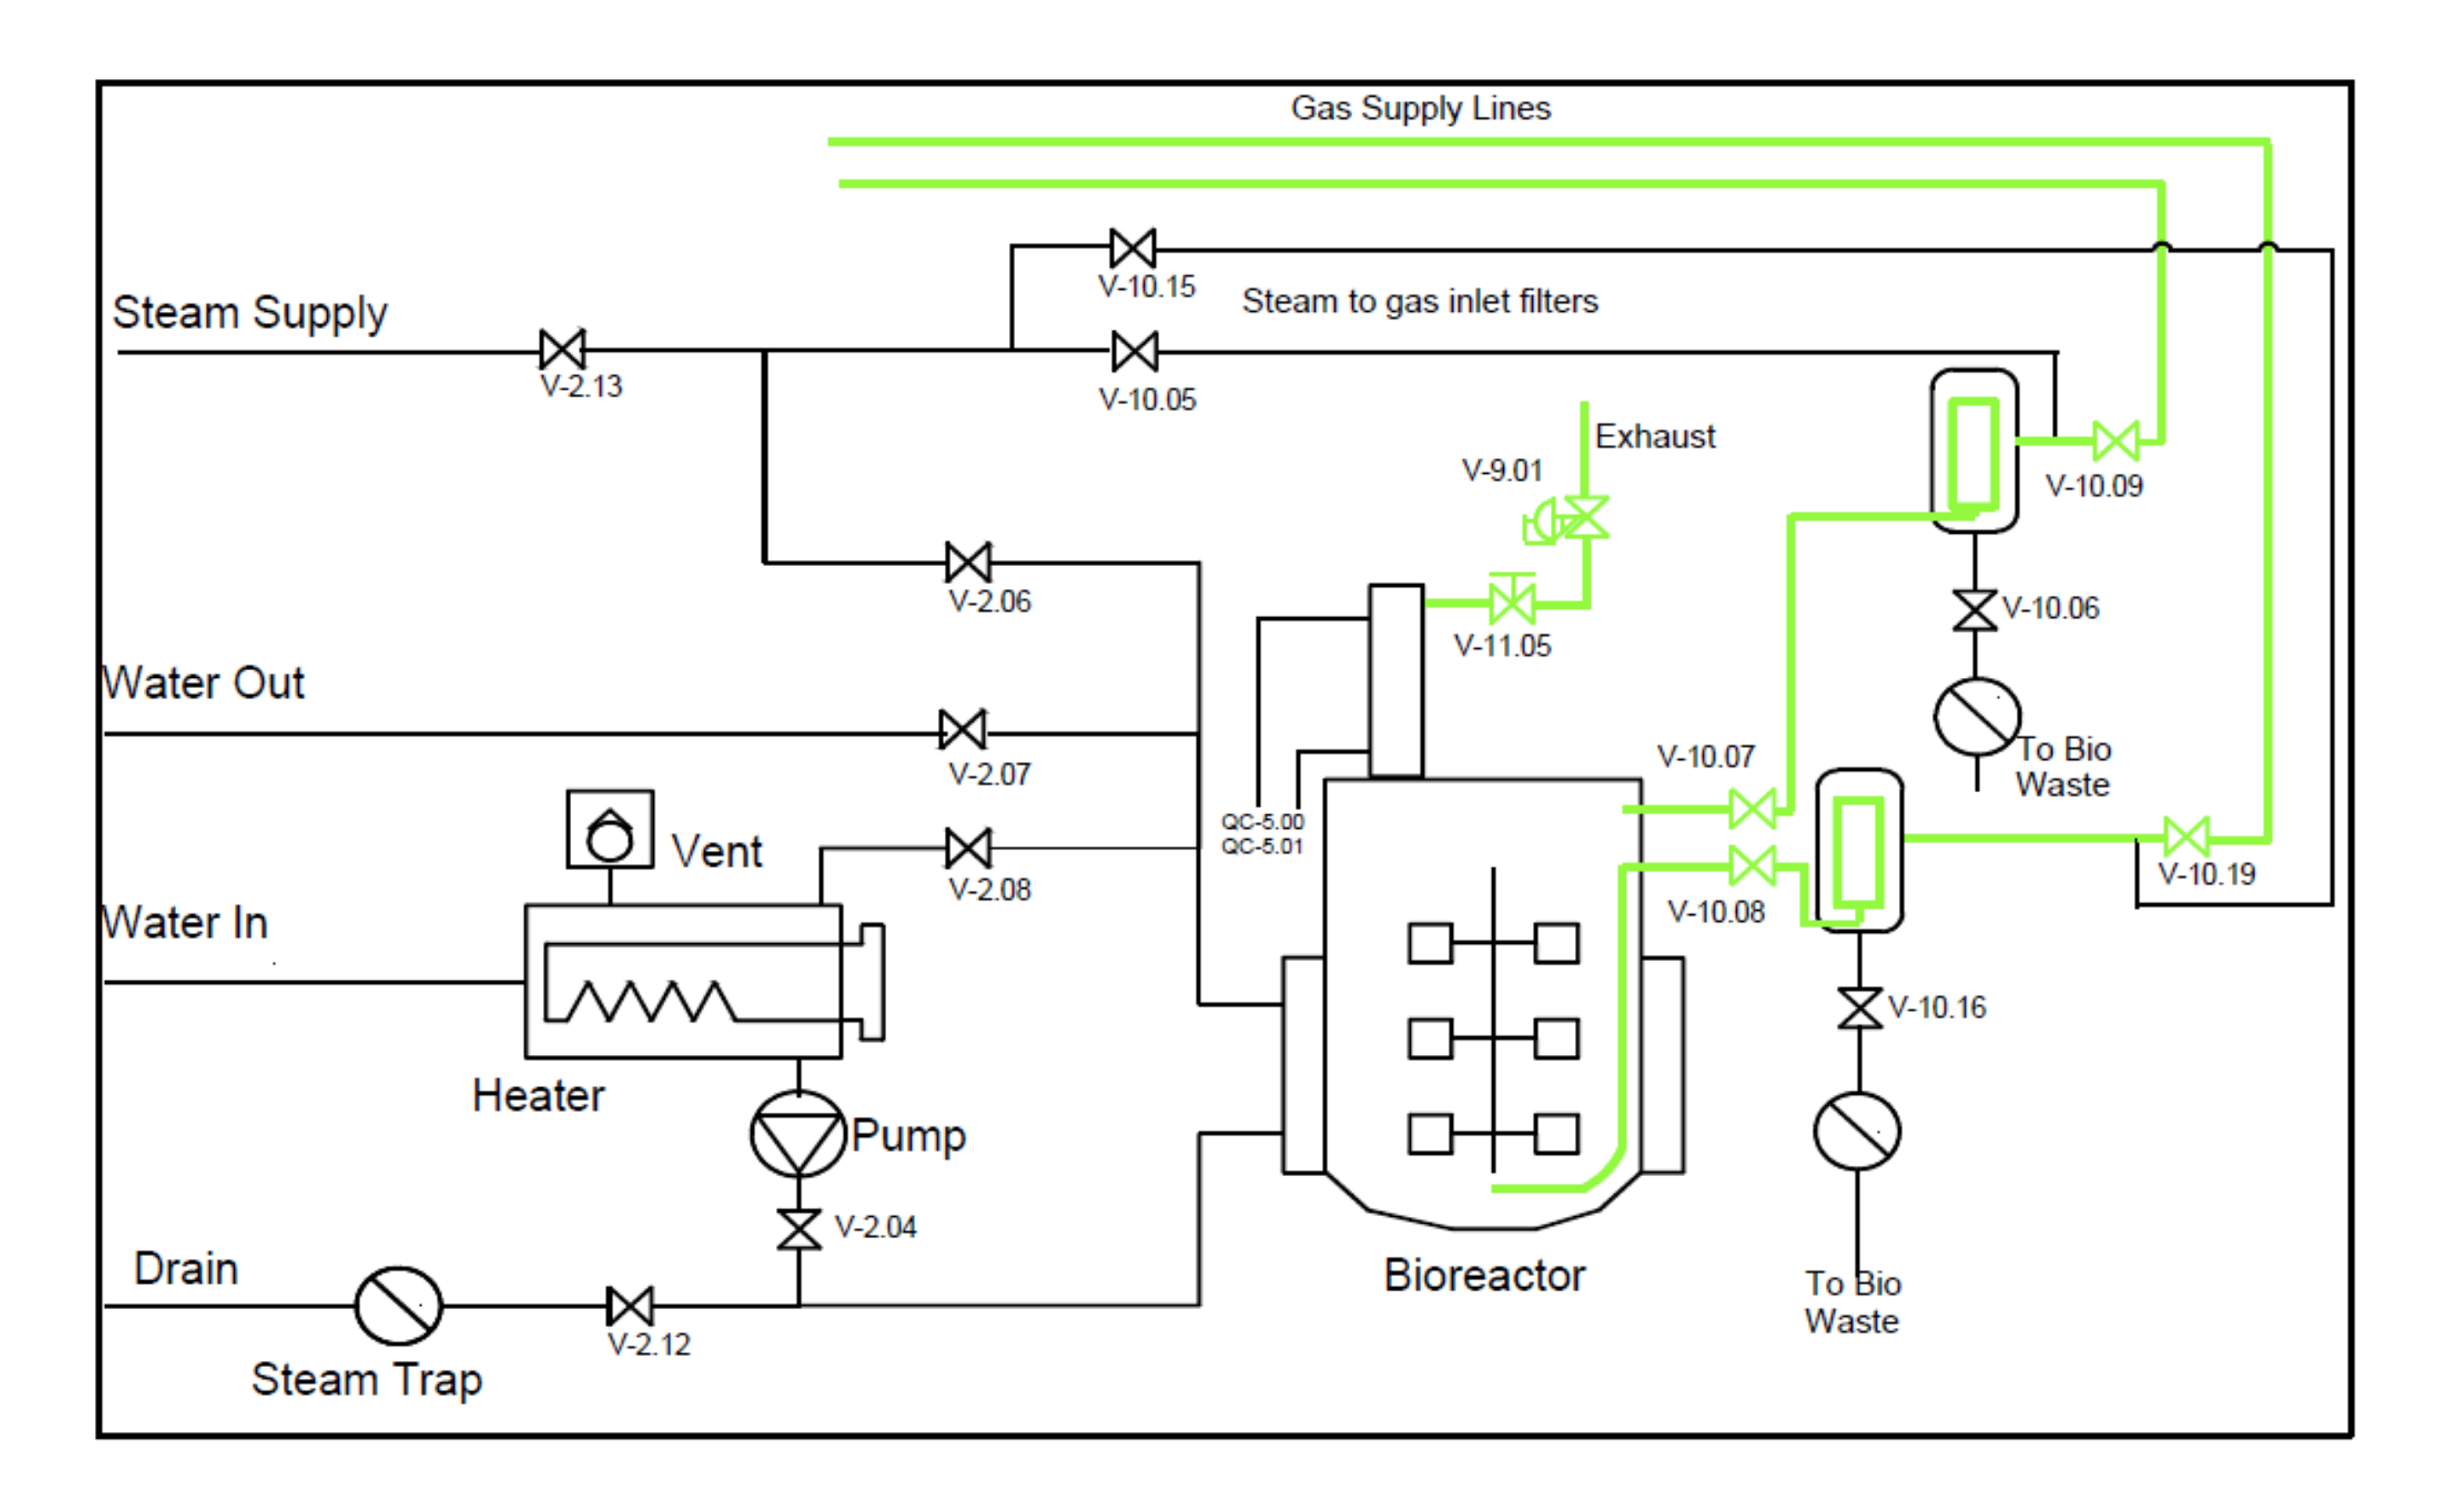 Gas Supply Lines
V-10.15
Steam to gas inlet filters
Steam Supply
V-2.13
V-10.05
Exhaust
V-9.01
V-10.09
V-2.06
V-10.06
V-11.05
Water Out
V-2.07
To Bio
Waste
V-10.07
QC-5.00
QC-5.01
Vent
V-2.08
V-10.19
V-10.08
Water In
V-10.16
Heater
Pump
V-2.04
Drain
Bioreactor
To Bio
Waste
V-2.12
Steam Trap